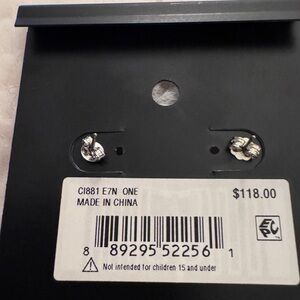 CI881 E7N ONE
$118.00
MADE IN CHINA
8 89295 52256 1
Not intended for children 15 and under